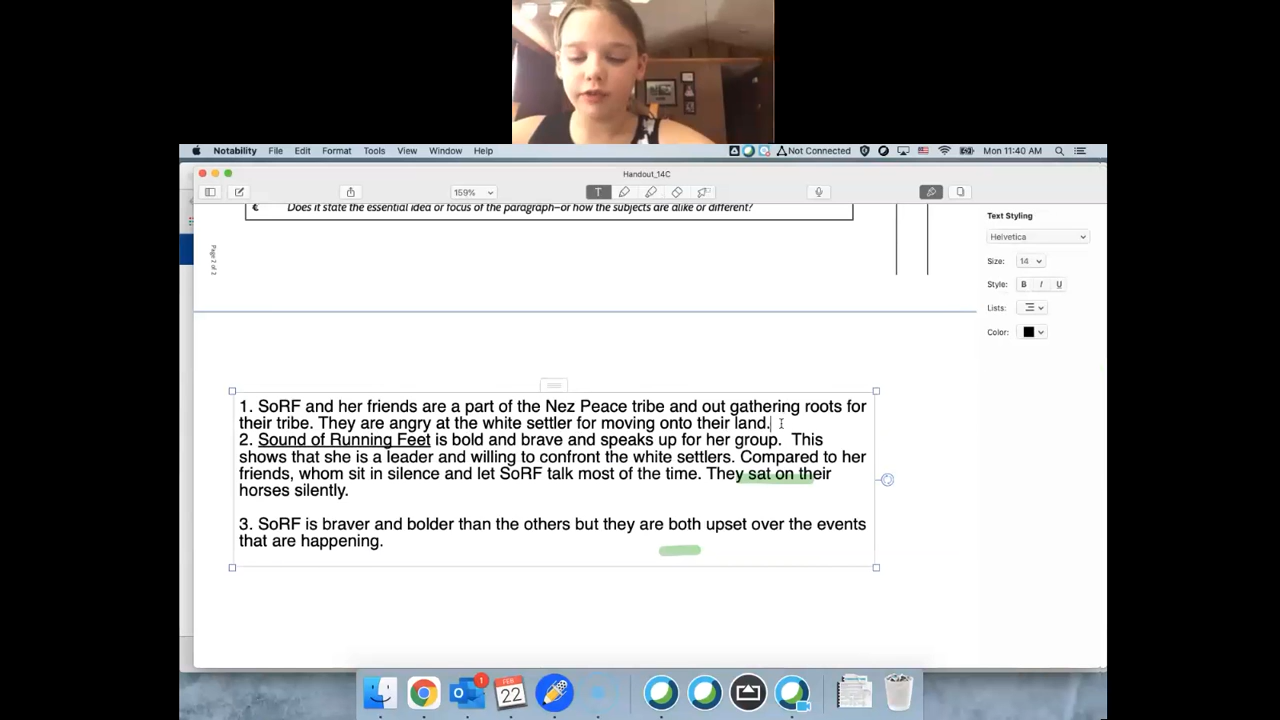 Notability File Edit Format Tools View Window Help Not Connected Mon 11:40 AM
Handout_14C
159%
T
Does it state the essential idea or focus of the paragraph–or how the subjects are alike or different?
Page 2 of 2
Text Styling
Helvetica
Size: 14
Style: B I U
Lists:
Color:
1. SoRF and her friends are a part of the Nez Peace tribe and out gathering roots for
their tribe. They are angry at the white settler for moving onto their land.
2. Sound of Running Feet is bold and brave and speaks up for her group.  This
shows that she is a leader and willing to confront the white settlers. Compared to her
friends, whom sit in silence and let SoRF talk most of the time. They sat on their
horses silently.
3. SoRF is braver and bolder than the others but they are both upset over the events
that are happening.
1
FEB
22